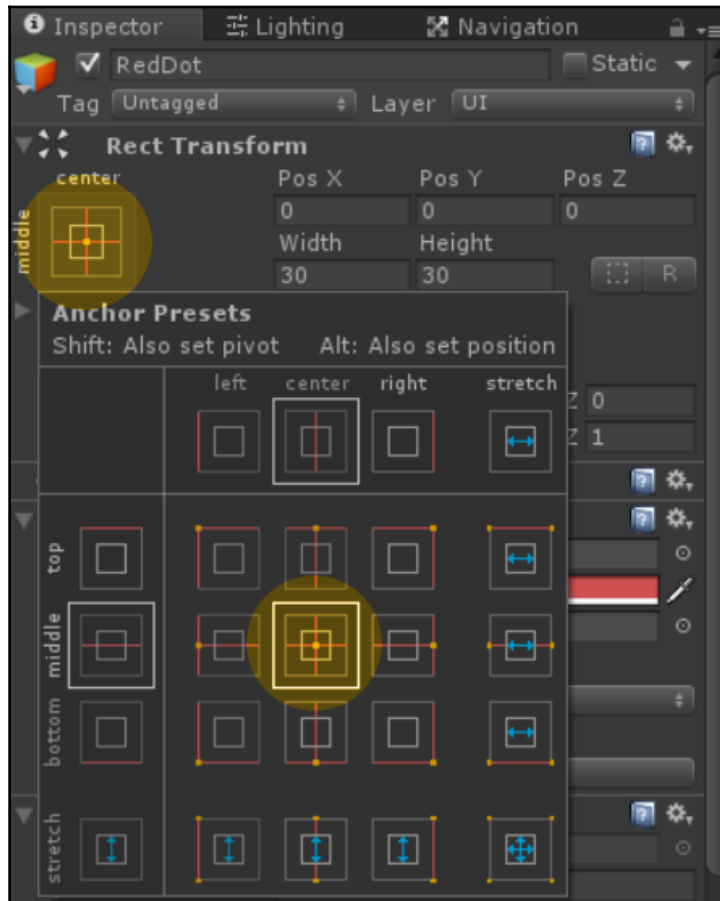 Inspector Lighting Navigation
RedDot Static
Tag Untagged Layer UI
Rect Transform
center Pos X Pos Y Pos Z
middle 0 0 0
Width Height
30 30 R
Anchor Presets
Shift: Also set pivot Alt: Also set position
left center right stretch
Z 0
Z 1
top
middle
bottom
stretch